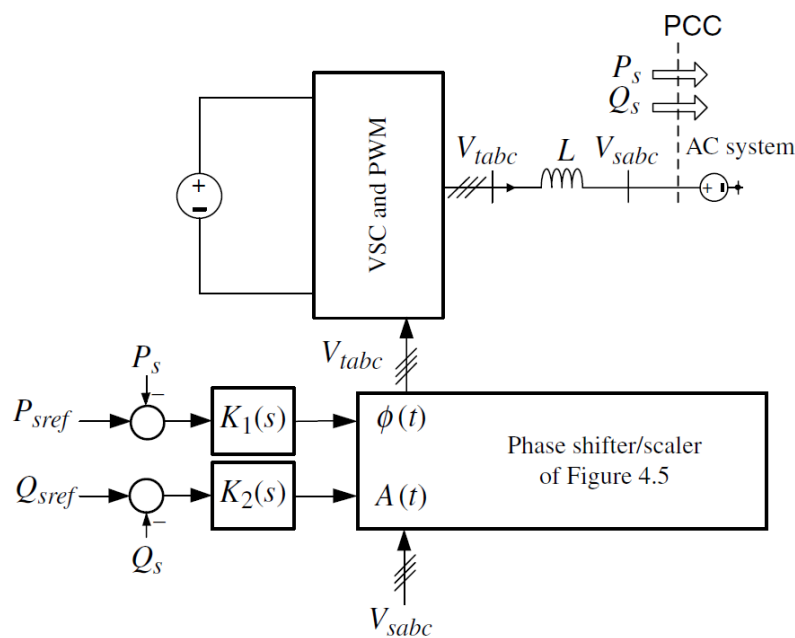 PCC
P_s
Q_s
V_tabc
L
V_sabc
AC system
+
VSC and PWM
+
V_tabc
P_s
−
P_sref
K_1(s)
ϕ(t)
Phase shifter/scaler
of Figure 4.5
Q_sref
K_2(s)
A(t)
−
Q_s
V_sabc